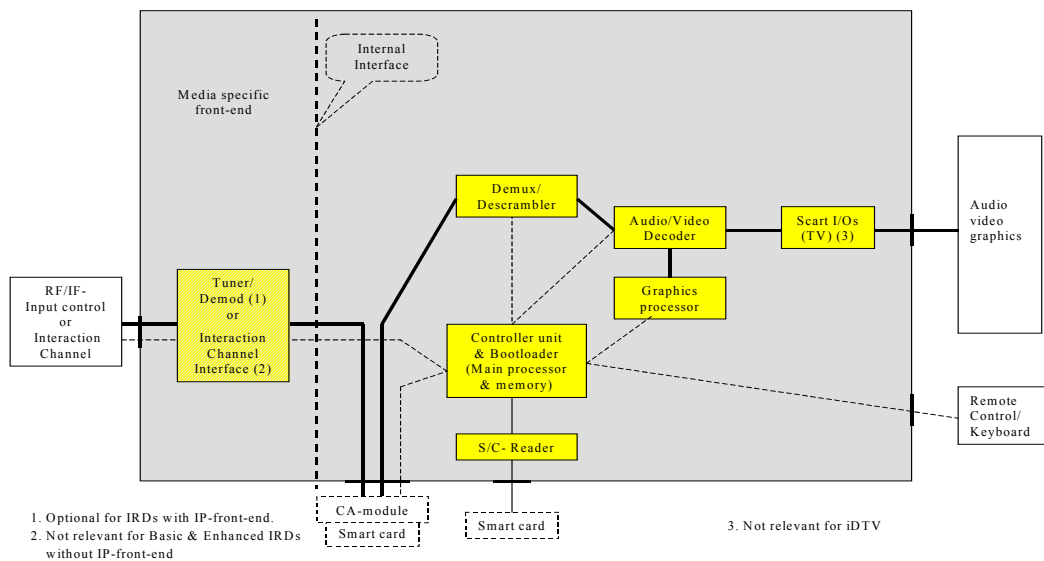 Internal
Interface
Media specific
front-end
Demux/
Descrambler
Audio/Video
Decoder
Scart I/Os
(TV) (3)
Audio
video
graphics
RF/IF-
Input control
or
Interaction
Channel
Tuner/
Demod (1)
or
Interaction
Channel
Interface (2)
Graphics
processor
Controller unit
& Bootloader
(Main processor
& memory)
Remote
Control/
Keyboard
S/C- Reader
CA-module
Smart card
Smart card
1. Optional for IRDs with IP-front-end.
2. Not relevant for Basic & Enhanced IRDs
without IP-front-end
3. Not relevant for iDTV